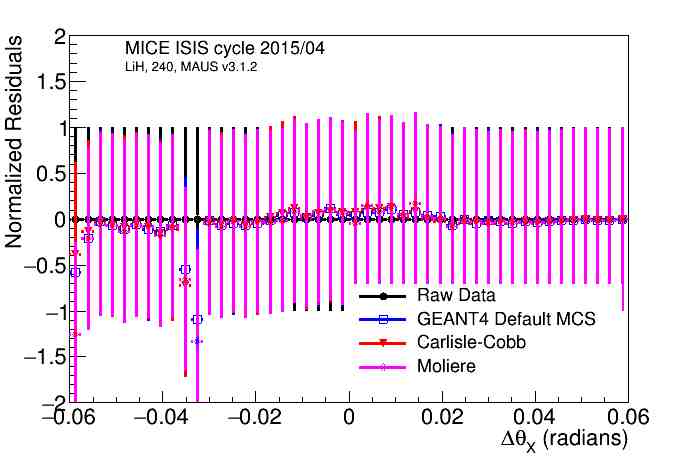 MICE ISIS cycle 2015/04
LiH, 240, MAUS v3.1.2
Normalized Residuals
2
1.5
1
0.5
0
−0.5
−1
−1.5
−2
Raw Data
GEANT4 Default MCS
Carlisle-Cobb
Moliere
−0.06 −0.04 −0.02 0 0.02 0.04 0.06
Δθ_X (radians)